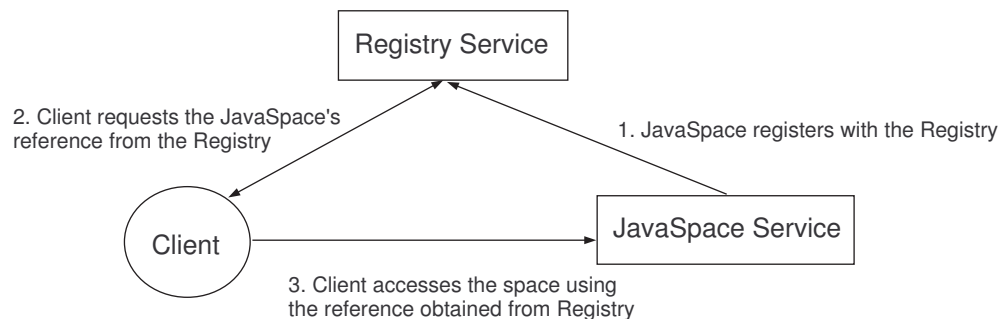 Registry Service
2. Client requests the JavaSpace's
reference from the Registry
1. JavaSpace registers with the Registry
Client
JavaSpace Service
3. Client accesses the space using
the reference obtained from Registry